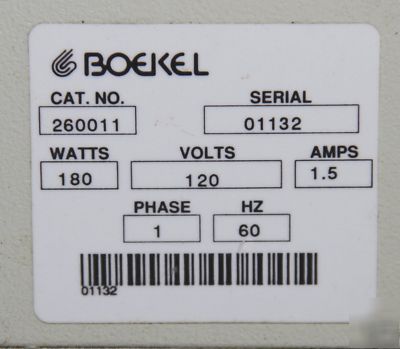 BOEKEL
CAT. NO. SERIAL
260011 01132
WATTS VOLTS AMPS
180 120 1.5
PHASE HZ
1 60
01132